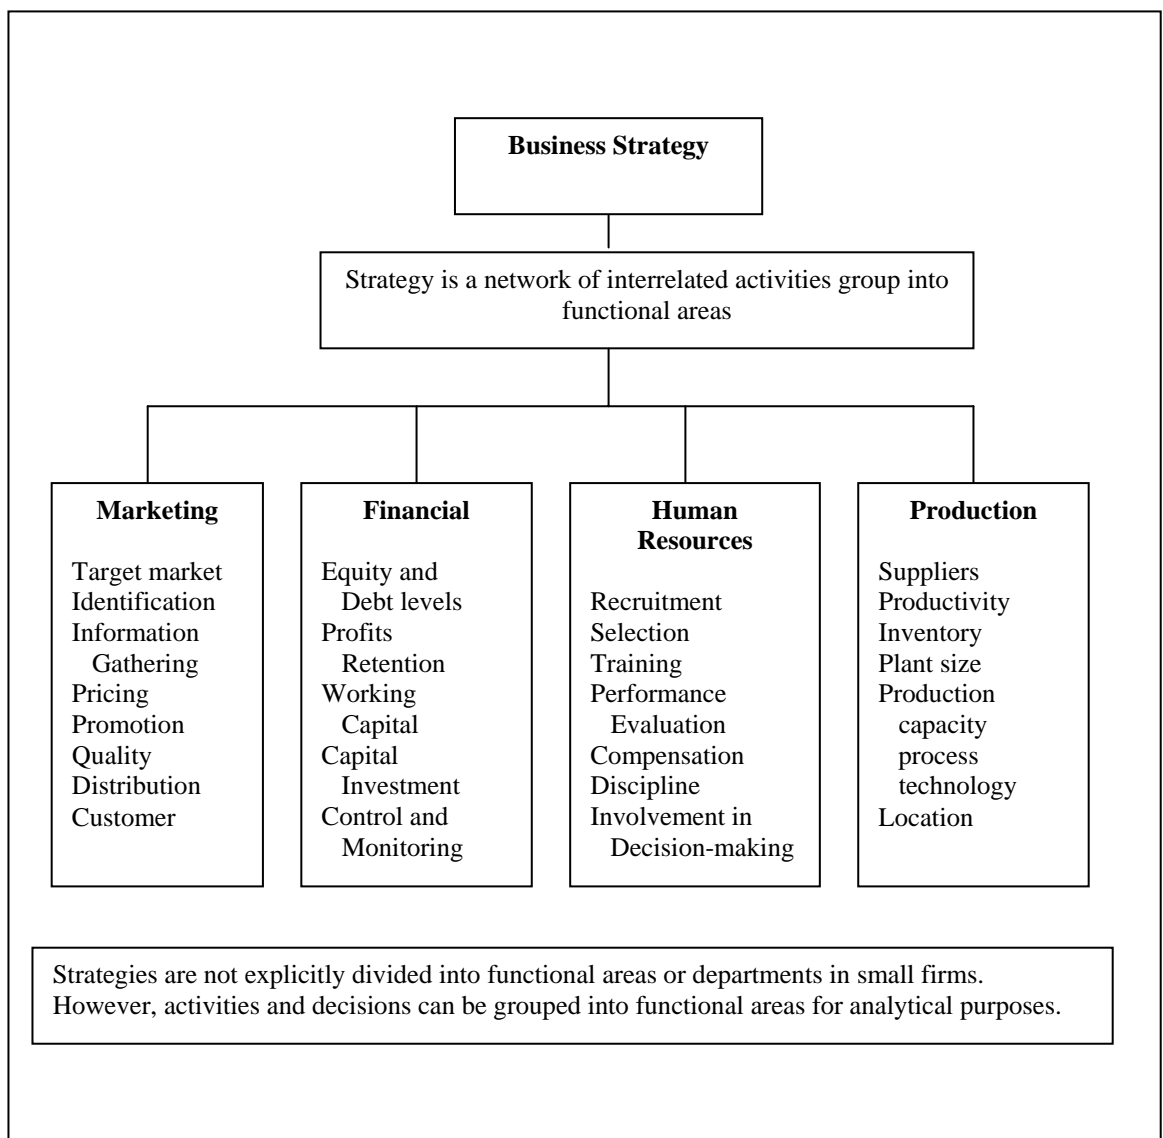 Business Strategy
Strategy is a network of interrelated activities group into
functional areas
Marketing
Target market
Identification
Information
Gathering
Pricing
Promotion
Quality
Distribution
Customer
Financial
Equity and
Debt levels
Profits
Retention
Working
Capital
Capital
Investment
Control and
Monitoring
Human
Resources
Recruitment
Selection
Training
Performance
Evaluation
Compensation
Discipline
Involvement in
Decision-making
Production
Suppliers
Productivity
Inventory
Plant size
Production
capacity
process
technology
Location
Strategies are not explicitly divided into functional areas or departments in small firms.
However, activities and decisions can be grouped into functional areas for analytical purposes.